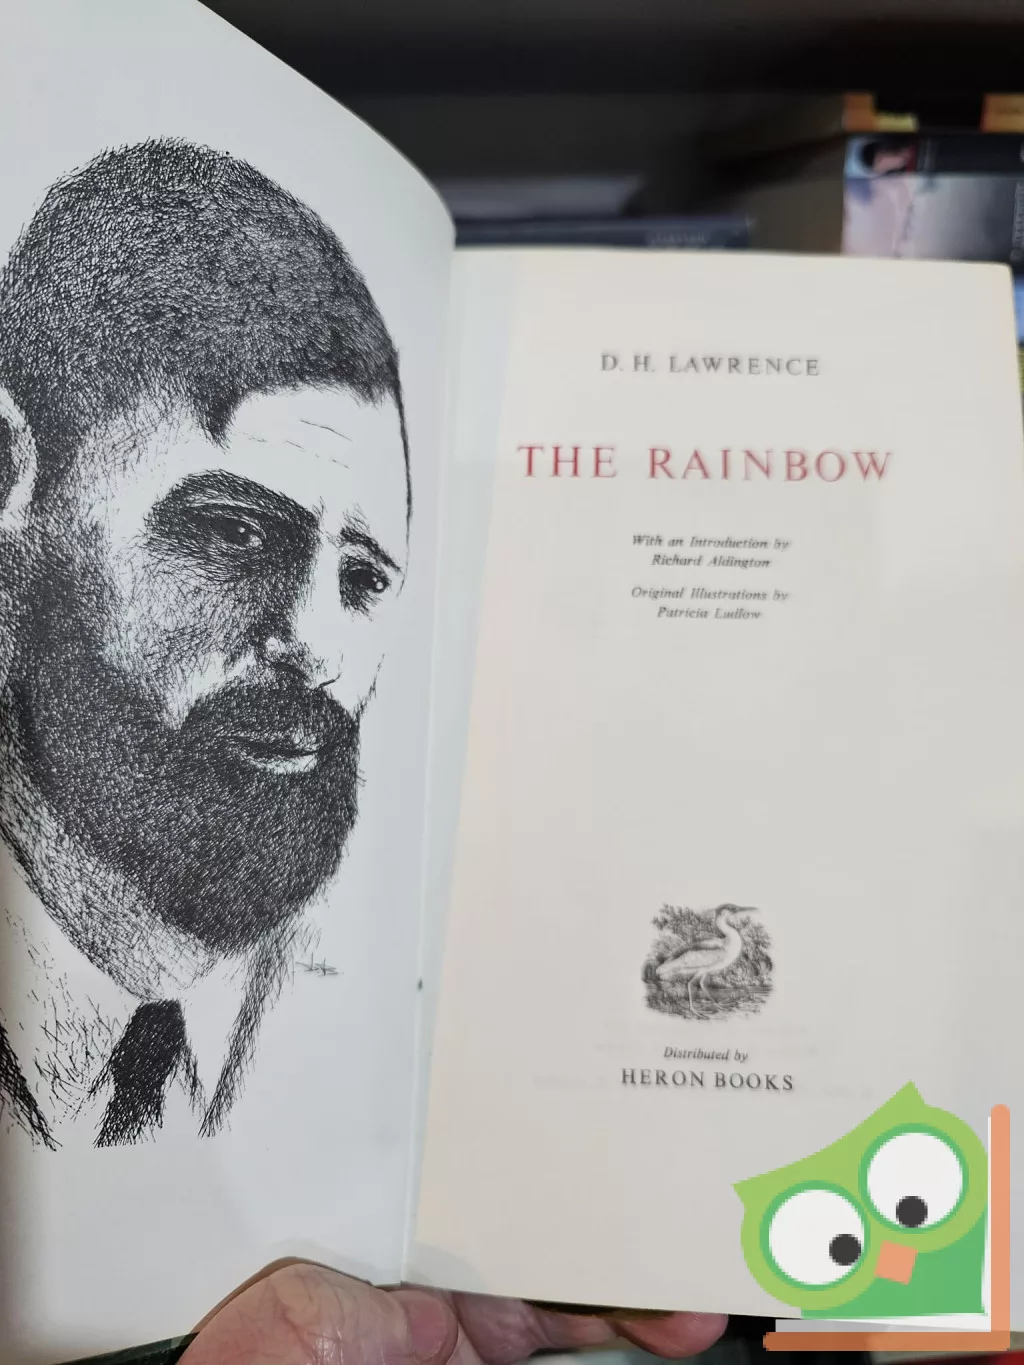 D. H. LAWRENCE
THE RAINBOW
With an Introduction by
Richard Aldington
Original Illustrations by
Patricia Ludlow
Distributed by
HERON BOOKS